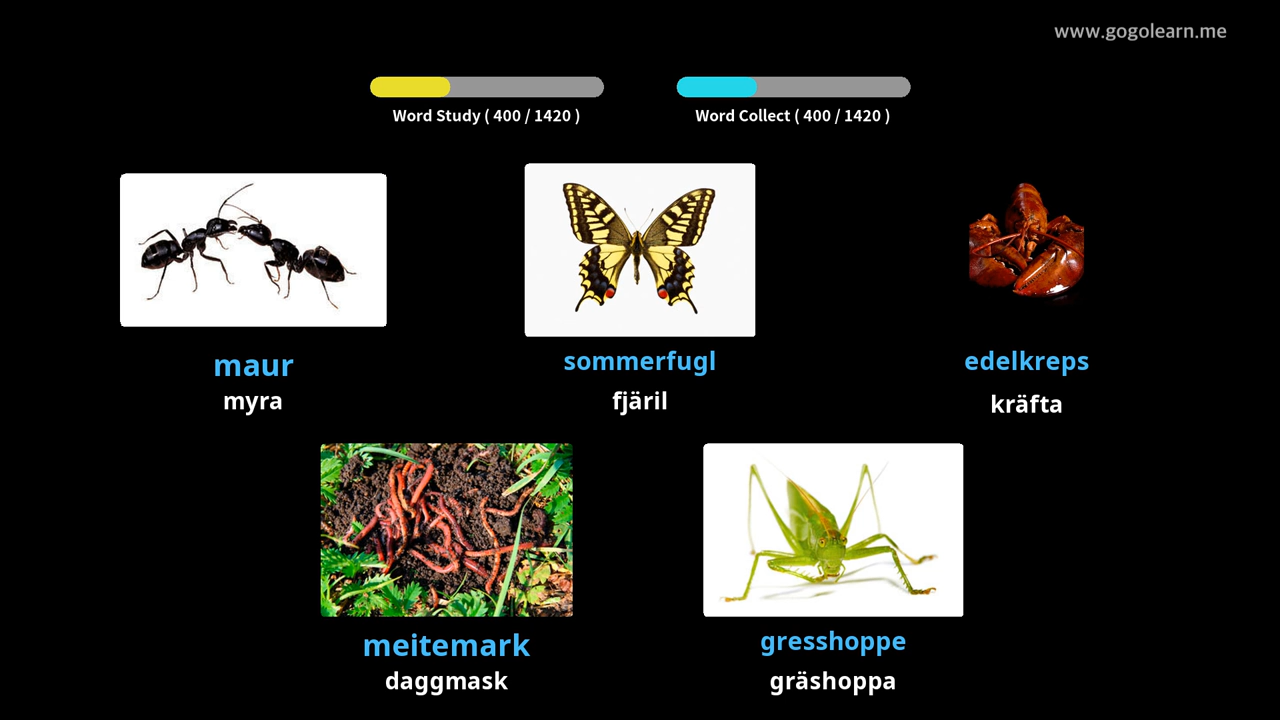 www.gogolearn.me
Word Study ( 400 / 1420 )
Word Collect ( 400 / 1420 )
maur
myra
sommerfugl
fjäril
edelkreps
kräfta
meitemark
daggmask
gresshoppe
gräshoppa